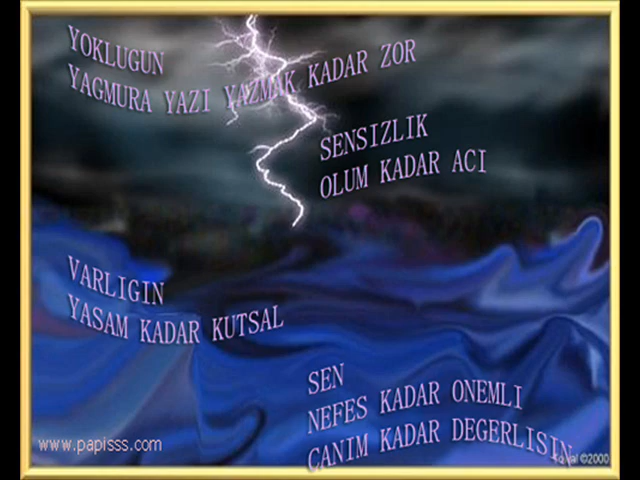 YOKLUGUN
YAGMURA YAZI YAZMAK KADAR ZOR
SENSIZLIK
OLUM KADAR ACI
VARLIGIN
YASAM KADAR KUTSAL
SEN
NEFES KADAR ONEMLI
CANIM KADAR DEGERLISIN
www.papisss.com
©2000